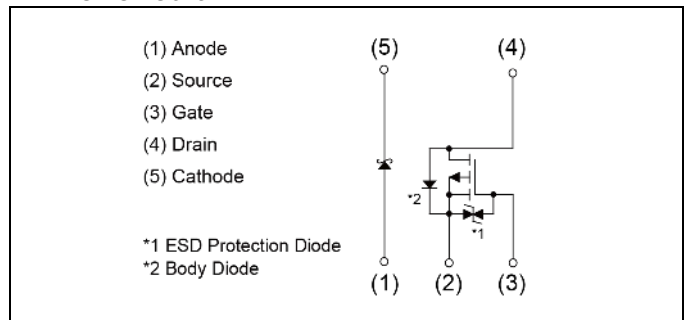 (1) Anode
(2) Source
(3) Gate
(4) Drain
(5) Cathode
*1 ESD Protection Diode
*2 Body Diode
(5) (4)
*2
*1
(1) (2) (3)